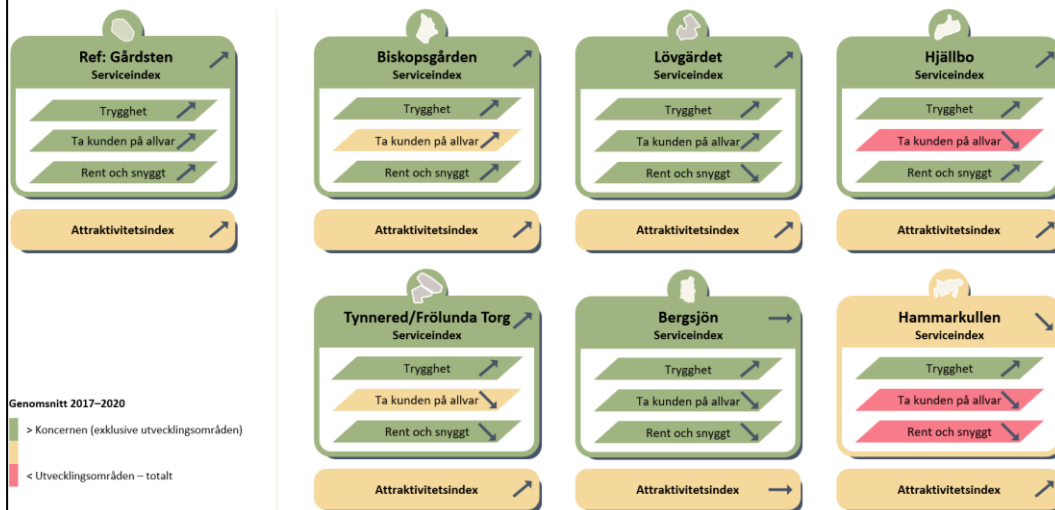 Ref: Gårdsten
Serviceindex
Trygghet
Ta kunden på allvar
Rent och snyggt
Attraktivitetsindex
Biskopsgården
Serviceindex
Trygghet
Ta kunden på allvar
Rent och snyggt
Attraktivitetsindex
Lövgärdet
Serviceindex
Trygghet
Ta kunden på allvar
Rent och snyggt
Attraktivitetsindex
Hjällbo
Serviceindex
Trygghet
Ta kunden på allvar
Rent och snyggt
Attraktivitetsindex
Tynnered/Frölunda Torg
Serviceindex
Trygghet
Ta kunden på allvar
Rent och snyggt
Attraktivitetsindex
Bergsjön
Serviceindex
Trygghet
Ta kunden på allvar
Rent och snyggt
Attraktivitetsindex
Hammarkullen
Serviceindex
Trygghet
Ta kunden på allvar
Rent och snyggt
Attraktivitetsindex
Genomsnitt 2017–2020
> Koncernen (exklusive utvecklingsområden)
< Utvecklingsområden – totalt